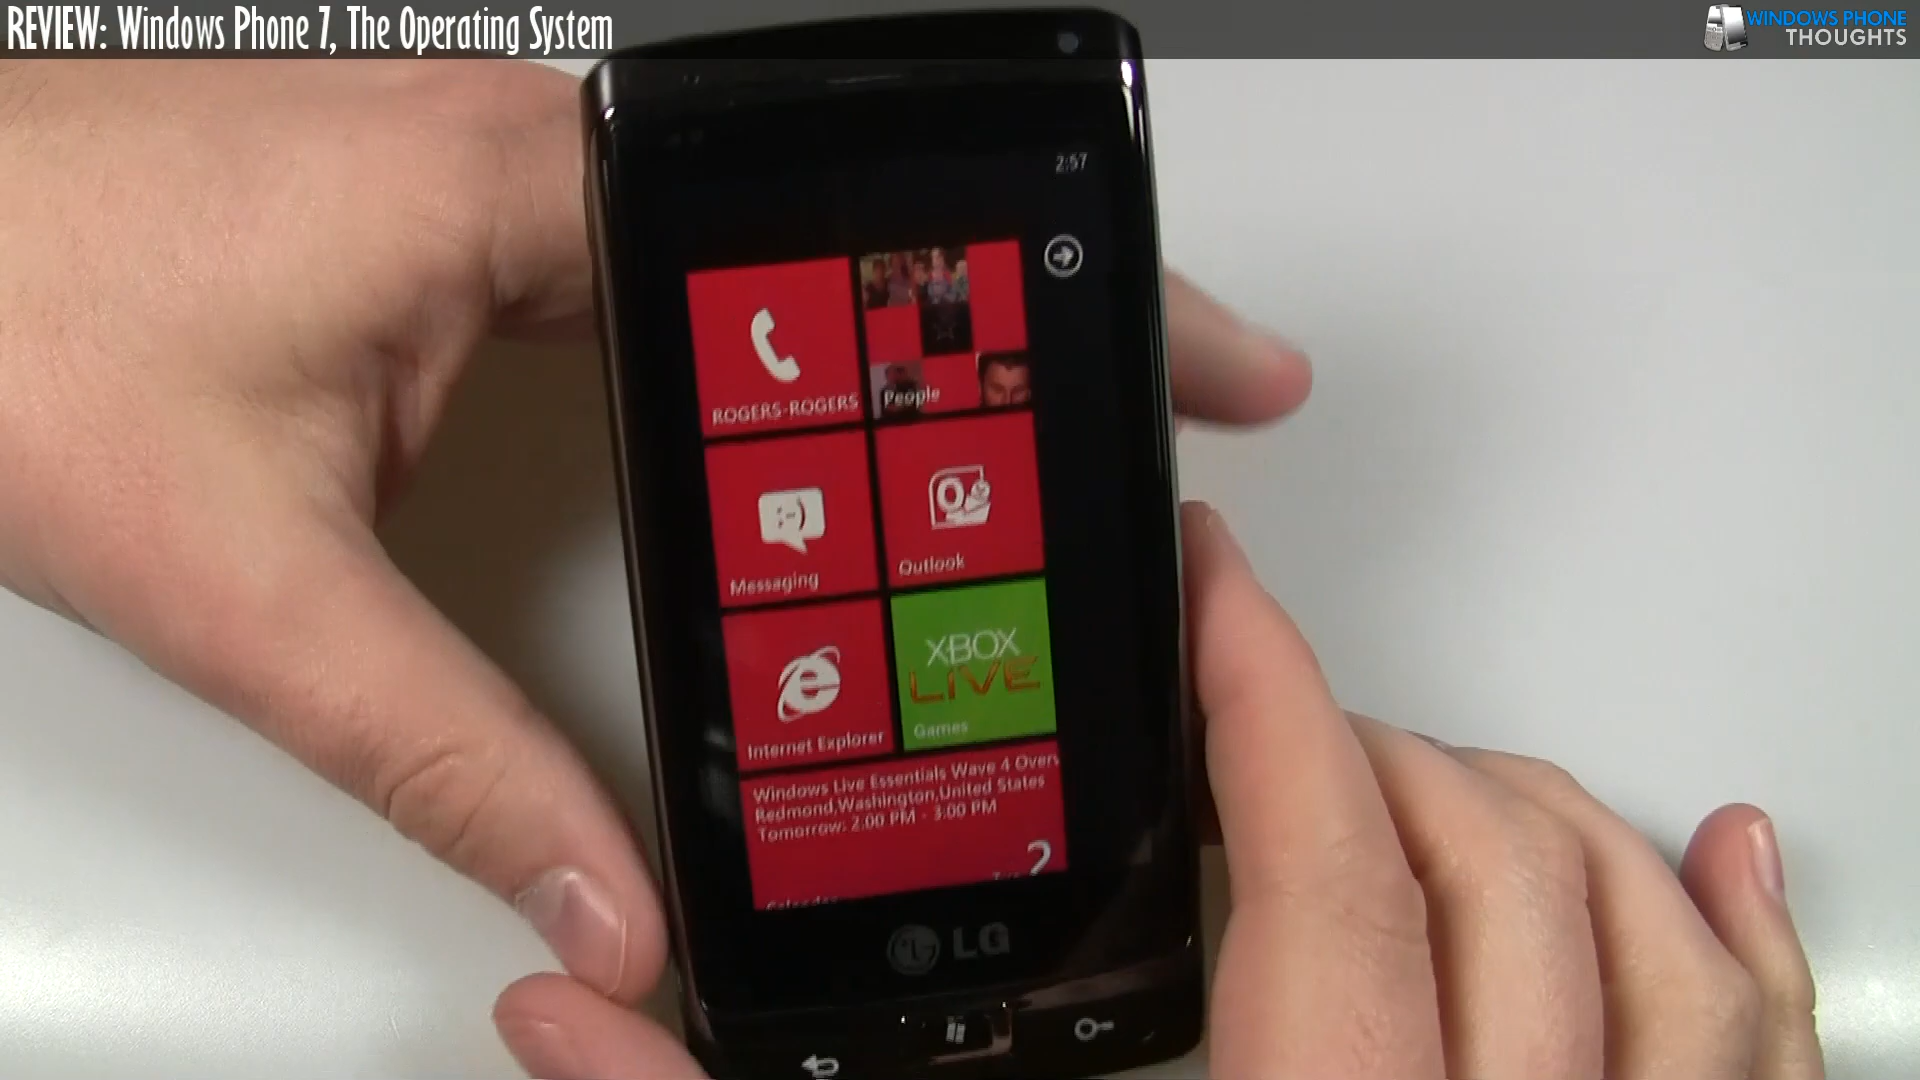 REVIEW: Windows Phone 7, The Operating System
WINDOWS PHONE
THOUGHTS
2:57
ROGERS-ROGERS
People
:-)
Messaging
Outlook
Internet Explorer
XBOX
LIVE
Games
Windows Live Essentials Wave 4 Over
Redmond,Washington,United States
Tomorrow: 2:00 PM - 3:00 PM
2
Calendar
LG